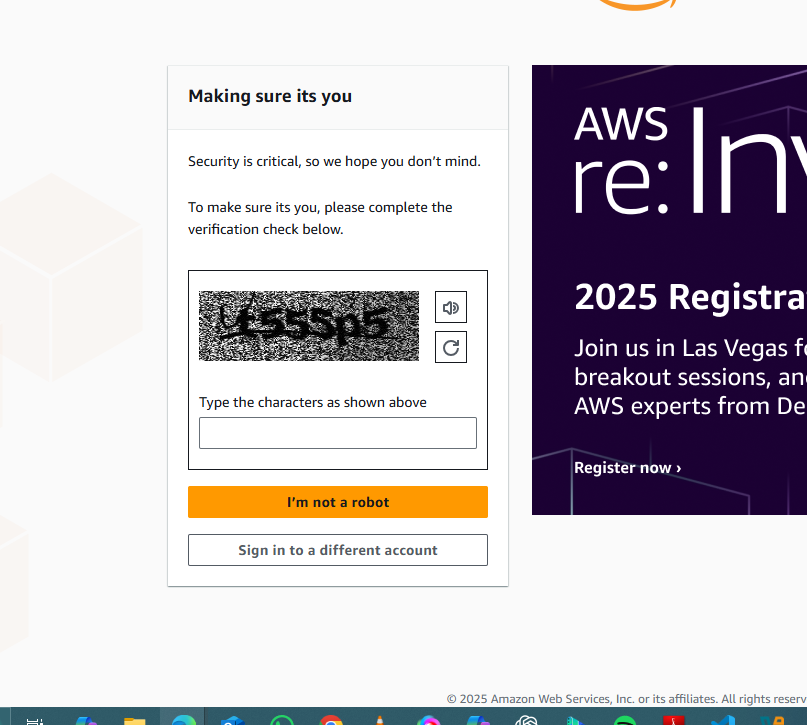 Making sure its you
Security is critical, so we hope you don't mind.
To make sure its you, please complete the
verification check below.
Type the characters as shown above
I'm not a robot
Sign in to a different account
AWS
re:Inv
2025 Registra
Join us in Las Vegas fo
breakout sessions, an
AWS experts from De
Register now ›
© 2025 Amazon Web Services, Inc. or its affiliates. All rights reserv